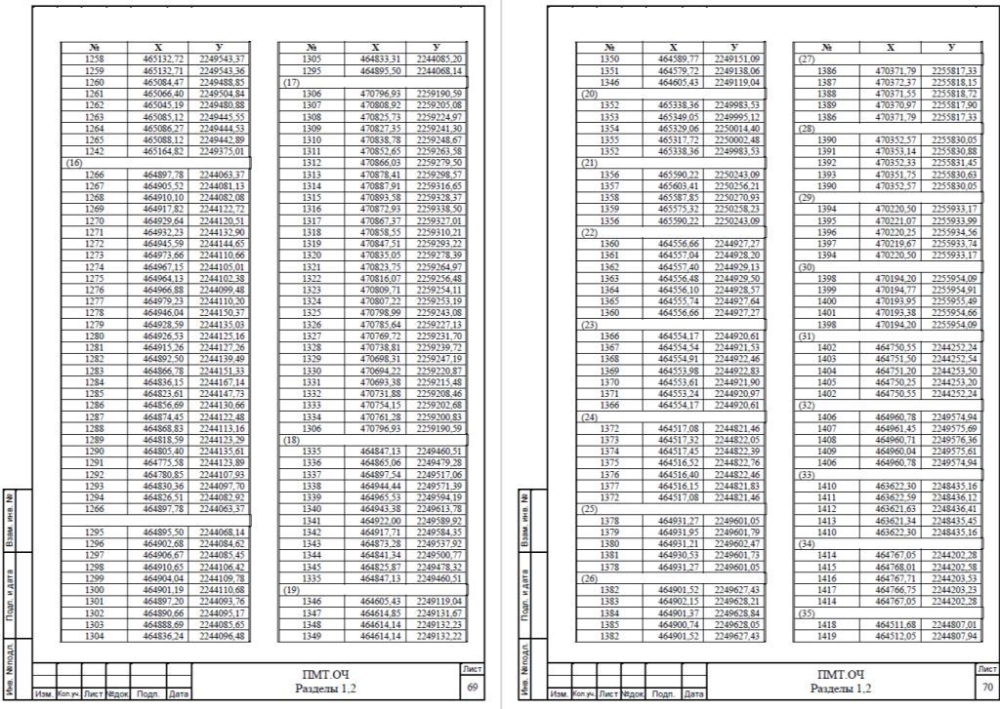 № X У
1258 465132,72 2249543,37
1259 465132,71 2249543,36
1260 465084,47 2249488,85
1261 465066,40 2249504,84
1262 465045,19 2249480,88
1263 465085,12 2249445,55
1264 465086,27 2249444,53
1265 465088,12 2249442,89
1242 465164,82 2249375,01
(16)
1266 464897,78 2244063,37
1267 464905,52 2244081,13
1268 464910,10 2244082,08
1269 464917,82 2244122,72
1270 464929,64 2244120,51
1271 464932,23 2244132,90
1272 464945,59 2244144,65
1273 464973,66 2244110,66
1274 464967,15 2244105,01
1275 464964,13 2244102,38
1276 464966,88 2244099,48
1277 464979,23 2244110,20
1278 464946,04 2244150,37
1279 464928,59 2244135,03
1280 464926,53 2244125,16
1281 464915,26 2244127,26
1282 464892,50 2244139,49
1283 464866,78 2244151,33
1284 464836,15 2244167,14
1285 464823,61 2244147,73
1286 464856,69 2244130,66
1287 464874,45 2244122,48
1288 464868,83 2244113,16
1289 464818,59 2244123,29
1290 464805,40 2244135,61
1291 464775,58 2244123,89
1292 464780,85 2244107,93
1293 464830,36 2244097,70
1294 464826,51 2244082,92
1266 464897,78 2244063,37
1295 464895,50 2244068,14
1296 464902,68 2244084,62
1297 464906,67 2244085,45
1298 464910,65 2244106,42
1299 464904,04 2244109,78
1300 464901,19 2244110,68
1301 464897,20 2244093,76
1302 464890,66 2244095,17
1303 464888,69 2244085,65
1304 464836,24 2244096,48
№ X У
1305 464833,31 2244085,20
1295 464895,50 2244068,14
(17)
1306 470796,93 2259190,59
1307 470808,92 2259205,08
1308 470825,73 2259224,97
1309 470827,35 2259241,30
1310 470838,78 2259248,67
1311 470852,65 2259263,58
1312 470866,03 2259279,50
1313 470878,41 2259298,57
1314 470887,91 2259316,65
1315 470893,58 2259328,37
1316 470872,93 2259338,50
1317 470867,37 2259327,01
1318 470858,55 2259310,21
1319 470847,51 2259293,22
1320 470835,05 2259278,39
1321 470823,75 2259264,97
1322 470816,07 2259256,48
1323 470809,71 2259254,11
1324 470807,22 2259253,19
1325 470798,99 2259243,08
1326 470785,64 2259227,13
1327 470769,72 2259231,70
1328 470738,81 2259239,72
1329 470698,31 2259247,19
1330 470694,22 2259220,87
1331 470693,38 2259215,48
1332 470731,88 2259208,46
1333 470754,15 2259202,68
1334 470761,28 2259200,83
1306 470796,93 2259190,59
(18)
1335 464847,13 2249460,51
1336 464865,06 2249479,28
1337 464897,54 2249517,06
1338 464944,44 2249571,39
1339 464965,53 2249594,19
1340 464943,38 2249613,78
1341 464922,00 2249589,92
1342 464917,71 2249584,35
1343 464873,28 2249537,92
1344 464841,34 2249500,77
1345 464825,87 2249478,32
1335 464847,13 2249460,51
(19)
1346 464605,43 2249119,04
1347 464614,85 2249131,67
1348 464614,14 2249132,23
1349 464614,14 2249132,22
Взам. инв. №
Подп. и дата
Инв. №подл.
Изм. Кол.уч. Лист №док. Подп. Дата
ПМТ.ОЧ
Разделы 1,2
Лист
69
№ X У
1350 464589,77 2249151,09
1351 464579,72 2249138,06
1346 464605,43 2249119,04
(20)
1352 465338,36 2249983,53
1353 465349,05 2249995,12
1354 465329,06 2250014,40
1355 465317,72 2250002,48
1352 465338,36 2249983,53
(21)
1356 465590,22 2250243,09
1357 465603,41 2250256,21
1358 465587,85 2250270,93
1359 465575,32 2250258,23
1356 465590,22 2250243,09
(22)
1360 464556,66 2244927,27
1361 464557,04 2244928,20
1362 464557,40 2244929,13
1363 464556,48 2244929,50
1364 464556,10 2244928,57
1365 464555,74 2244927,64
1360 464556,66 2244927,27
(23)
1366 464554,17 2244920,61
1367 464554,54 2244921,53
1368 464554,91 2244922,46
1369 464553,98 2244922,83
1370 464553,61 2244921,90
1371 464553,24 2244920,97
1366 464554,17 2244920,61
(24)
1372 464517,08 2244821,46
1373 464517,32 2244822,05
1374 464517,45 2244822,39
1375 464516,52 2244822,76
1376 464516,40 2244822,46
1377 464516,15 2244821,83
1372 464517,08 2244821,46
(25)
1378 464931,27 2249601,05
1379 464931,95 2249601,79
1380 464931,21 2249602,47
1381 464930,53 2249601,73
1378 464931,27 2249601,05
(26)
1382 464901,52 2249627,43
1383 464902,15 2249628,21
1384 464901,37 2249628,84
1385 464900,74 2249628,05
1382 464901,52 2249627,43
(27)
1386 470371,79 2255817,33
1387 470372,37 2255818,15
1388 470371,55 2255818,72
1389 470370,97 2255817,90
1386 470371,79 2255817,33
(28)
1390 470352,57 2255830,05
1391 470353,14 2255830,88
1392 470352,33 2255831,45
1393 470351,75 2255830,63
1390 470352,57 2255830,05
(29)
1394 470220,50 2255933,17
1395 470221,07 2255933,99
1396 470220,25 2255934,56
1397 470219,67 2255933,74
1394 470220,50 2255933,17
(30)
1398 470194,20 2255954,09
1399 470194,77 2255954,91
1400 470193,95 2255955,49
1401 470193,38 2255954,66
1398 470194,20 2255954,09
(31)
1402 464750,55 2244252,24
1403 464751,50 2244252,54
1404 464751,20 2244253,50
1405 464750,25 2244253,20
1402 464750,55 2244252,24
(32)
1406 464960,78 2249574,94
1407 464961,45 2249575,69
1408 464960,71 2249576,36
1409 464960,04 2249575,61
1406 464960,78 2249574,94
(33)
1410 463622,30 2248435,16
1411 463622,59 2248436,12
1412 463621,63 2248436,41
1413 463621,34 2248435,45
1410 463622,30 2248435,16
(34)
1414 464767,05 2244202,28
1415 464768,01 2244202,58
1416 464767,71 2244203,53
1417 464766,75 2244203,23
1414 464767,05 2244202,28
(35)
1418 464511,68 2244807,01
1419 464512,05 2244807,94
Взам. инв. №
Подп. и дата
Инв. №подл.
Изм. Кол.уч. Лист №док. Подп. Дата
ПМТ.ОЧ
Разделы 1,2
Лист
70